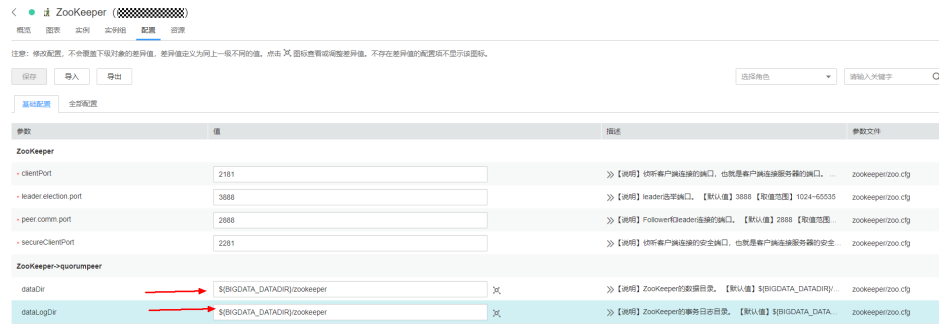 ZooKeeper (
概览 图表 实例 实例组 配置 资源
注意：修改配置，不会覆盖下级对象的差异值，差异值定义为同上一级不同的值。点击 图标查看或调整差异值。不存在差异值的配置项不显示该图标。
保存 导入 导出 选择角色 请输入关键字
基础配置 全部配置
参数 值 描述 参数文件
ZooKeeper
* clientPort 2181 【说明】侦听客户端连接的端口，也就是客户端连接服务器的端口。 ... zookeeper/zoo.cfg
* leader.election.port 3888 【说明】leader选举端口。 【默认值】3888 【取值范围】1024~65535 zookeeper/zoo.cfg
* peer.comm.port 2888 【说明】Follower和leader连接的端口。 【默认值】2888 【取值范围... zookeeper/zoo.cfg
* secureClientPort 2281 【说明】侦听客户端连接的安全端口，也就是客户端连接服务器的安全... zookeeper/zoo.cfg
ZooKeeper->quorumpeer
dataDir ${BIGDATA_DATADIR}/zookeeper 【说明】ZooKeeper的数据目录。 【默认值】${BIGDATA_DATADIR}/... zookeeper/zoo.cfg
dataLogDir ${BIGDATA_DATADIR}/zookeeper 【说明】ZooKeeper的事务日志目录。 【默认值】${BIGDATA_DATA... zookeeper/zoo.cfg